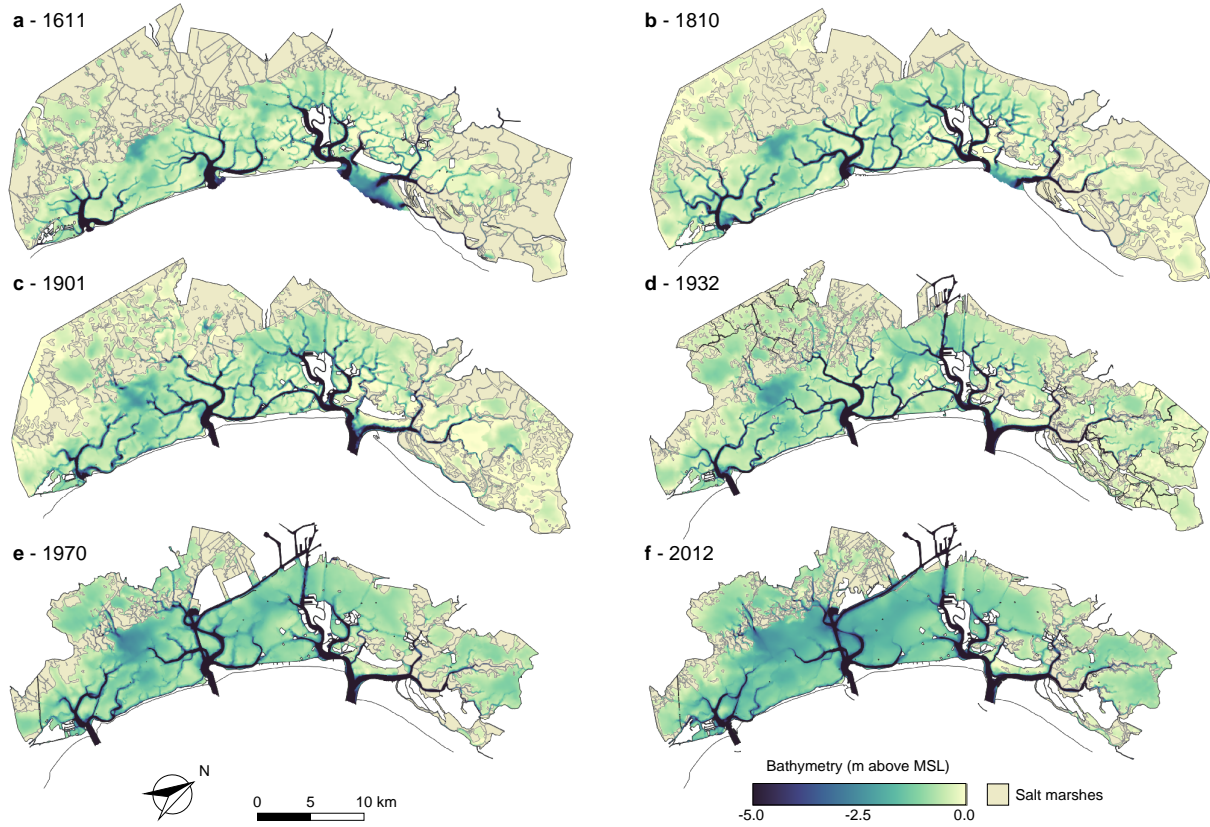 a - 1611
b - 1810
c - 1901
d - 1932
e - 1970
f - 2012
N
0 5 10 km
Bathymetry (m above MSL)
-5.0 -2.5 0.0
Salt marshes